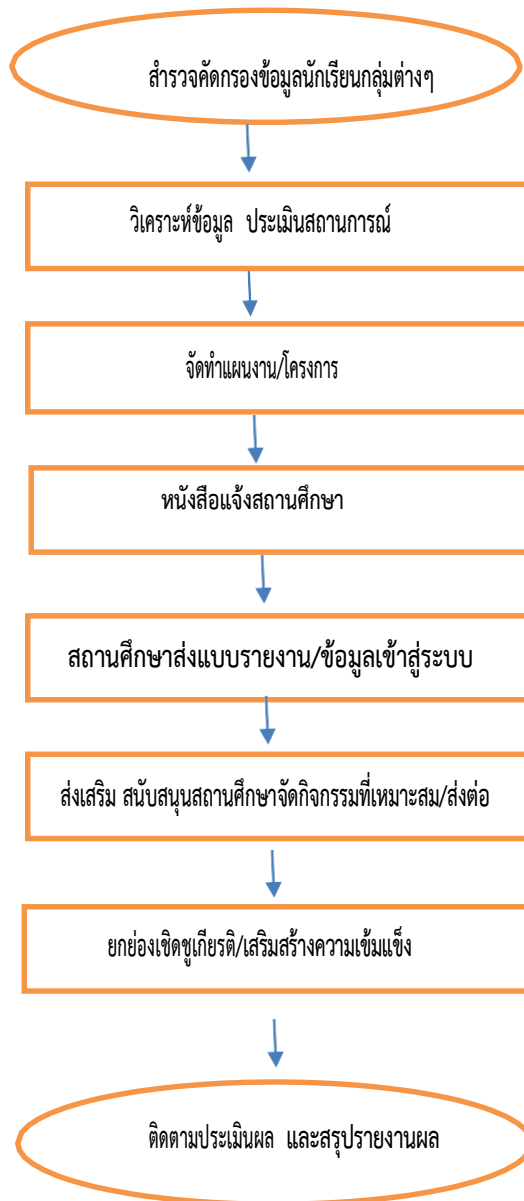 สำรวจคัดกรองข้อมูลนักเรียนกลุ่มต่างๆ
วิเคราะห์ข้อมูล ประเมินสถานการณ์
จัดทำแผนงาน/โครงการ
หนังสือแจ้งสถานศึกษา
สถานศึกษาส่งแบบรายงาน/ข้อมูลเข้าสู่ระบบ
ส่งเสริม สนับสนุนสถานศึกษาจัดกิจกรรมที่เหมาะสม/ส่งต่อ
ยกย่องเชิดชูเกียรติ/เสริมสร้างความเข้มแข็ง
ติดตามประเมินผล และสรุปรายงานผล